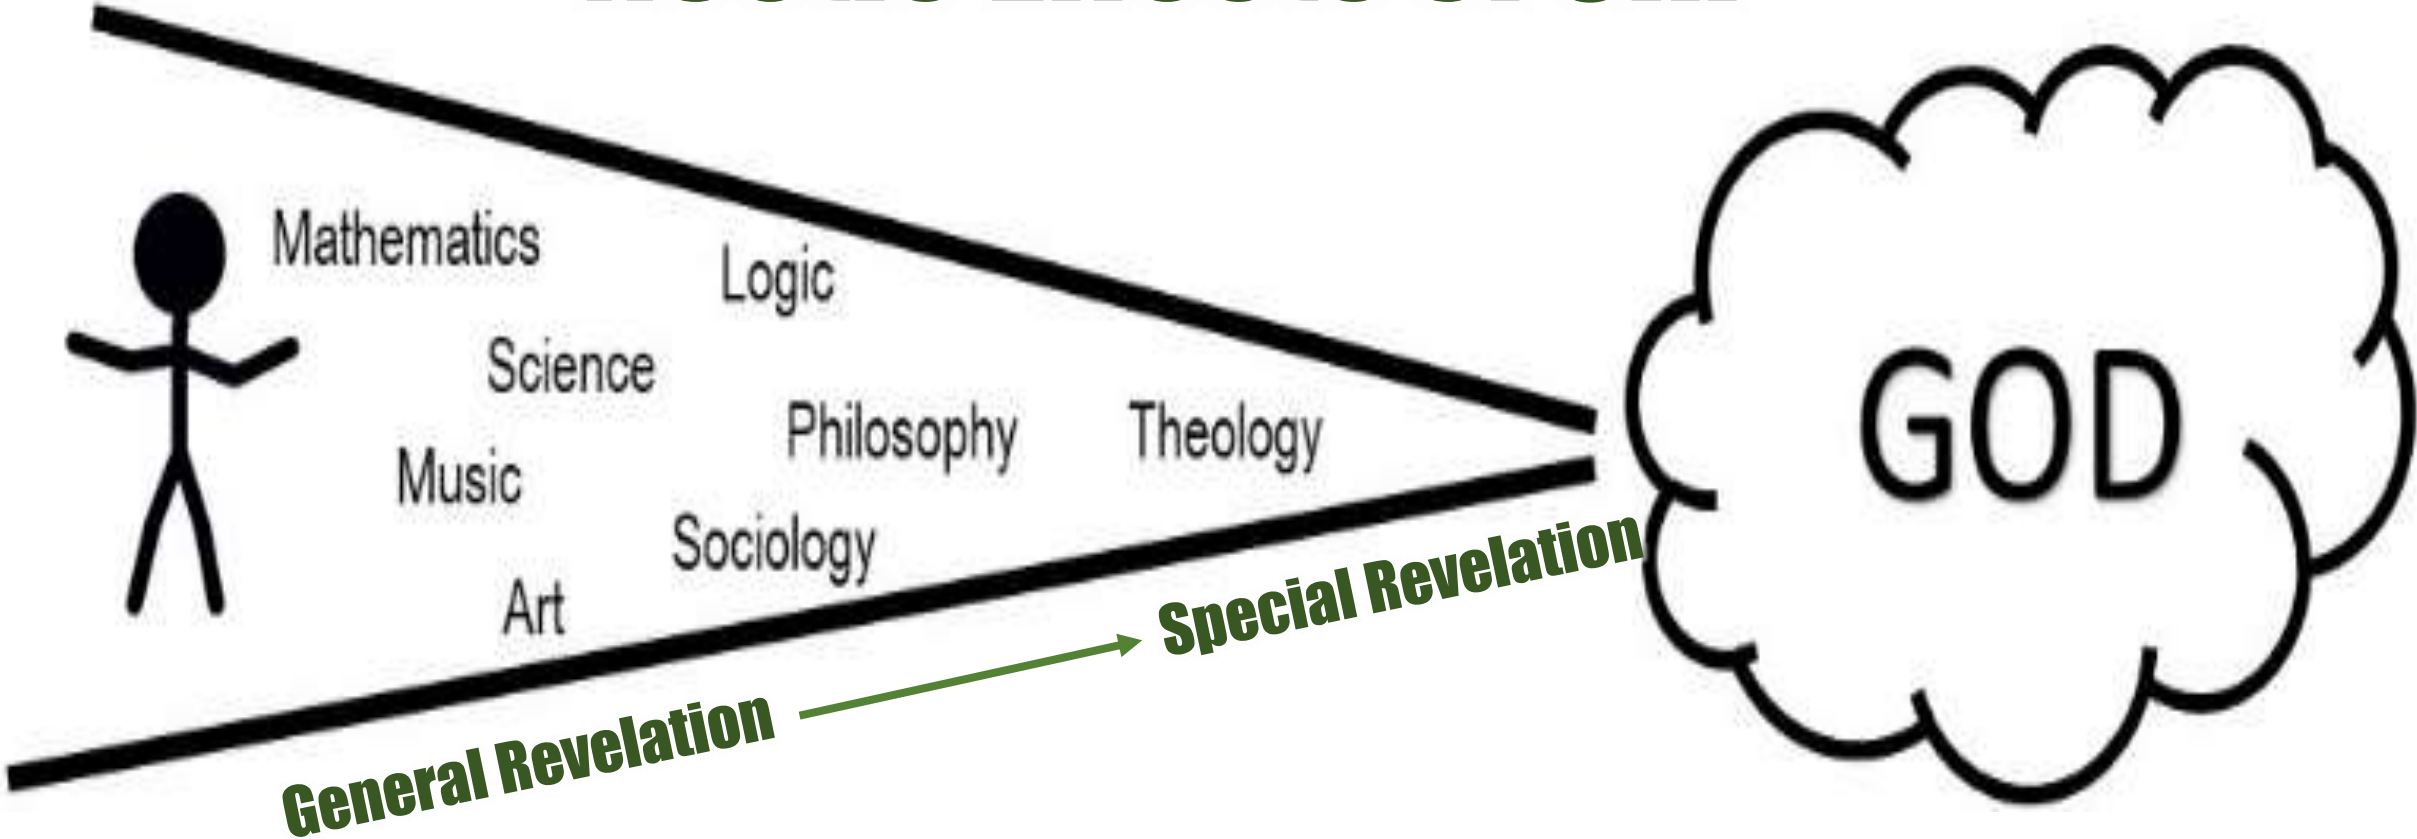 Mathematics
Logic
Science
Philosophy
Theology
Music
Sociology
Art
GOD
General Revelation
Special Revelation